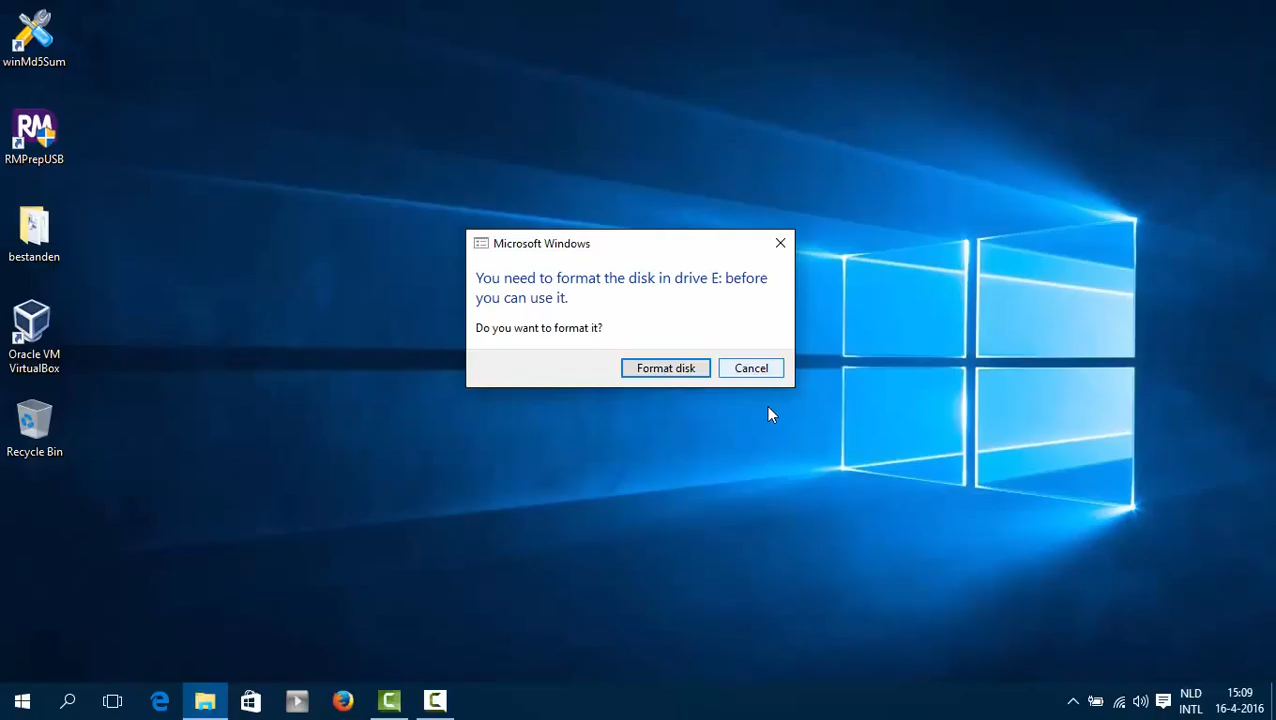 winMd5Sum
RM
RMPrepUSB
bestanden
Oracle VM
VirtualBox
Recycle Bin
Microsoft Windows
You need to format the disk in drive E: before
you can use it.
Do you want to format it?
Format disk
Cancel
NLD
INTL
15:09
16-4-2016